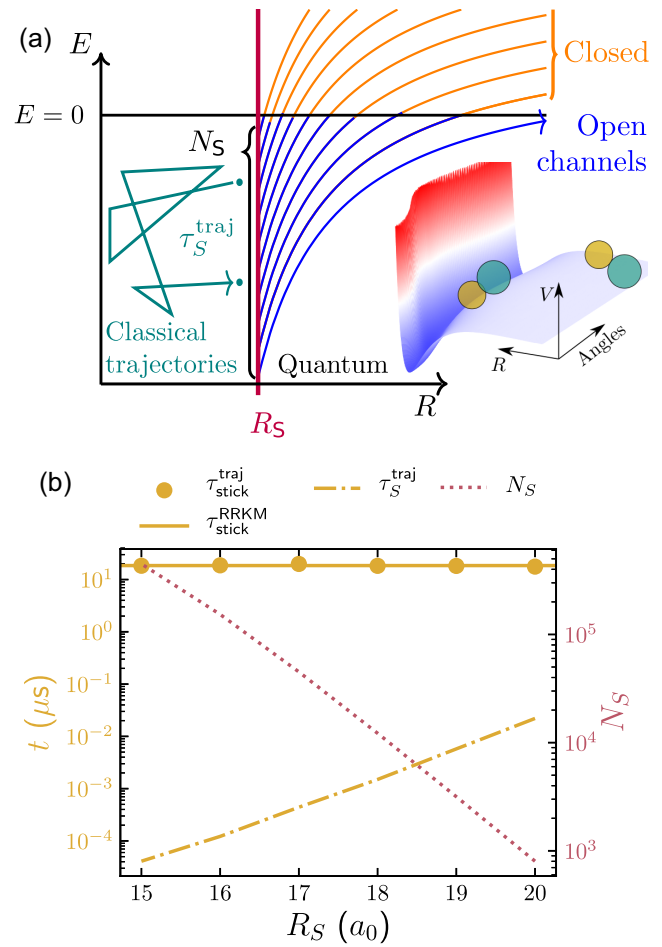 (a)
E
E = 0
Closed
Open
channels
N_S
τ_S^traj
Classical
trajectories
Quantum
R
R_S
V
R
Angles
(b)
τ_stick^traj
τ_S^traj
N_S
τ_stick^RRKM
10^1
10^0
10^-1
10^-2
10^-3
10^-4
t (μs)
10^5
10^4
10^3
N_S
15 16 17 18 19 20
R_S (a_0)